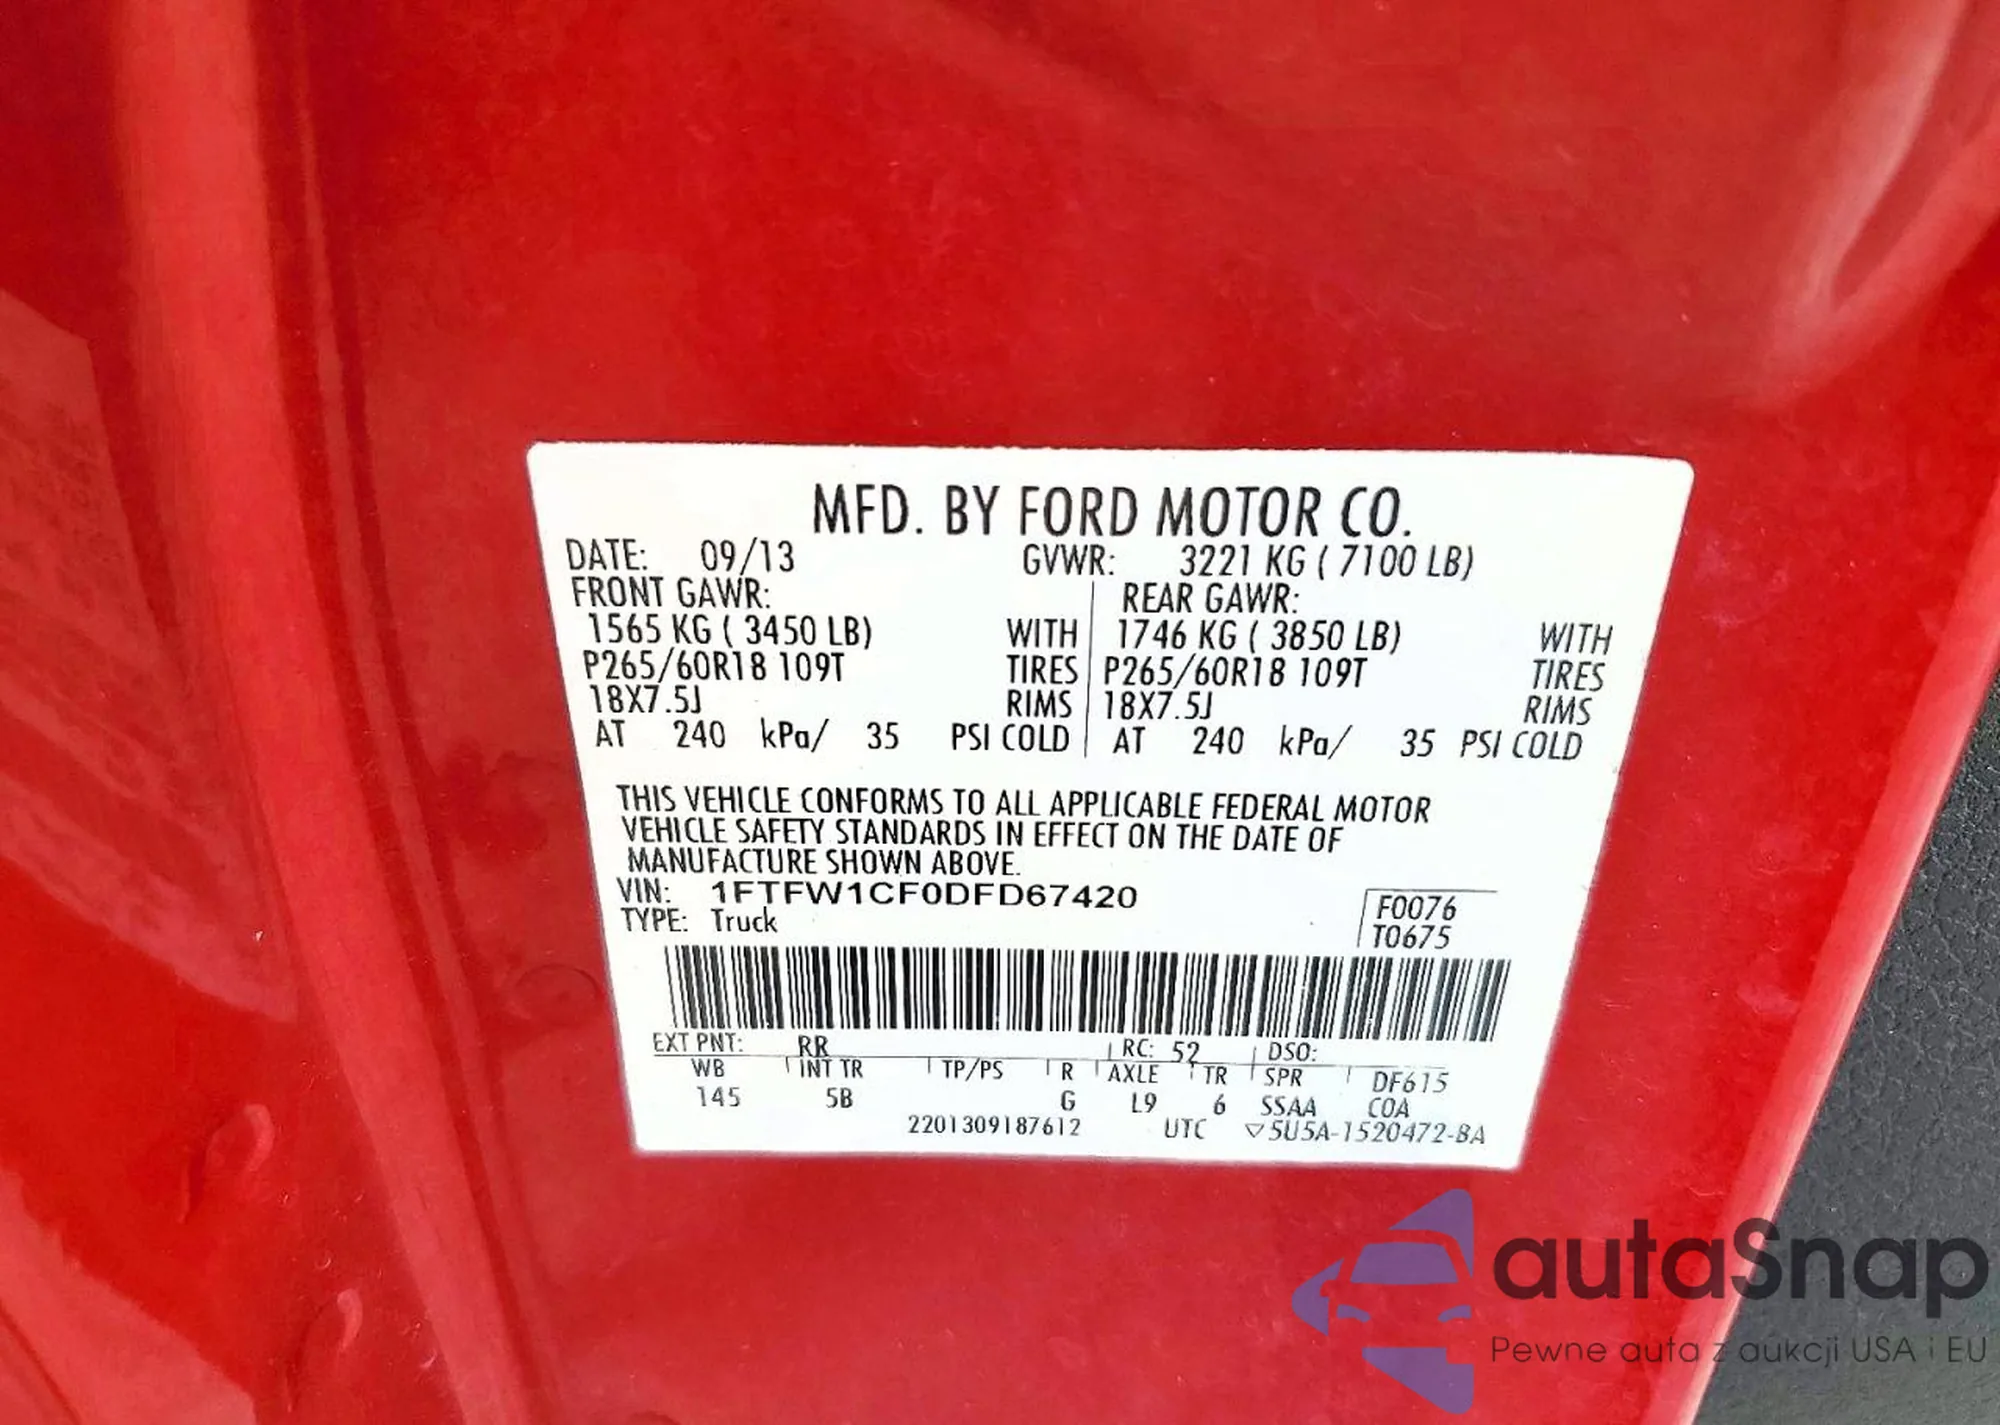 MFD. BY FORD MOTOR CO.
DATE: 09/13 GVWR: 3221 KG ( 7100 LB)
FRONT GAWR: REAR GAWR:
1565 KG ( 3450 LB) WITH 1746 KG ( 3850 LB) WITH
P265/60R18 109T TIRES P265/60R18 109T TIRES
18X7.5J RIMS 18X7.5J RIMS
AT 240 kPa/ 35 PSI COLD AT 240 kPa/ 35 PSI COLD
THIS VEHICLE CONFORMS TO ALL APPLICABLE FEDERAL MOTOR
VEHICLE SAFETY STANDARDS IN EFFECT ON THE DATE OF
MANUFACTURE SHOWN ABOVE.
VIN: 1FTFW1CF0DFD67420
TYPE: Truck
F0076
T0675
EXT PNT: RR RC: 52 DSO:
WB INT TR TP/PS R AXLE TR SPR DF615
145 5B G L9 6 SSAA COA
2201309187612 UTC ▽5U5A-1520472-BA
autaSnap
Pewne auta z aukcji USA i EU